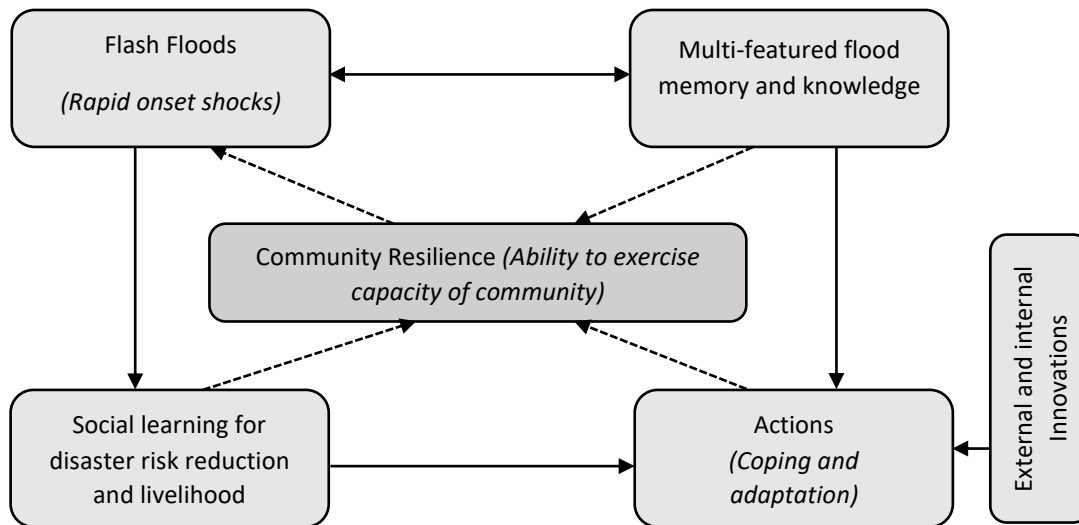 Flash Floods
(Rapid onset shocks)
Multi-featured flood
memory and knowledge
Community Resilience (Ability to exercise
capacity of community)
Social learning for
disaster risk reduction
and livelihood
Actions
(Coping and
adaptation)
External and internal
Innovations